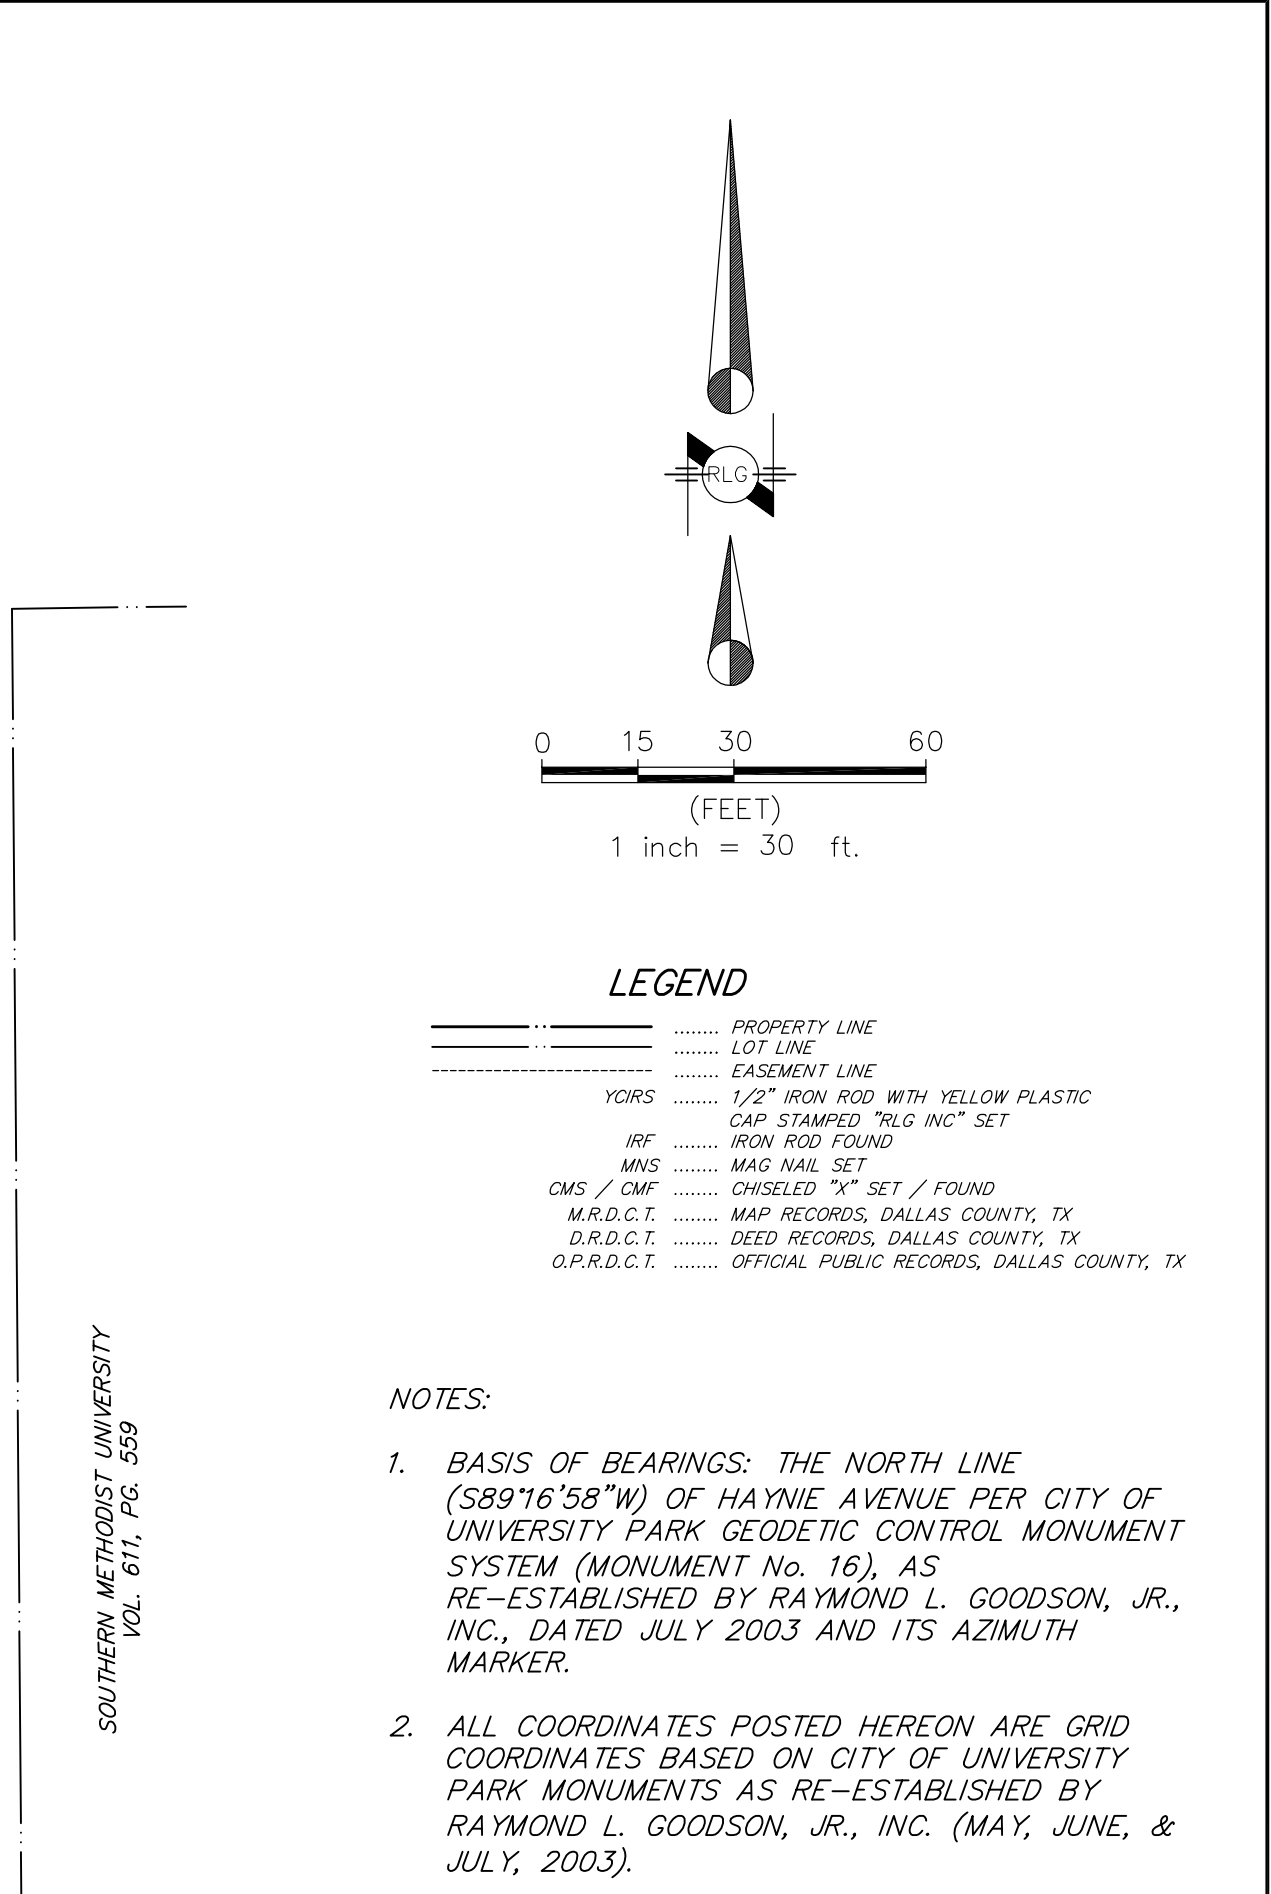 RLG
0 15 30 60
(FEET)
1 inch = 30 ft.
LEGEND
........ PROPERTY LINE
........ LOT LINE
........ EASEMENT LINE
YCIRS ........ 1/2" IRON ROD WITH YELLOW PLASTIC
CAP STAMPED "RLG INC" SET
IRF ........ IRON ROD FOUND
MNS ........ MAG NAIL SET
CMS / CMF ........ CHISELED "X" SET / FOUND
M.R.D.C.T. ........ MAP RECORDS, DALLAS COUNTY, TX
D.R.D.C.T. ........ DEED RECORDS, DALLAS COUNTY, TX
O.P.R.D.C.T. ........ OFFICIAL PUBLIC RECORDS, DALLAS COUNTY, TX
SOUTHERN METHODIST UNIVERSITY
VOL. 611, PG. 559
NOTES:
1. BASIS OF BEARINGS: THE NORTH LINE
(S89°16'58"W) OF HAYNIE AVENUE PER CITY OF
UNIVERSITY PARK GEODETIC CONTROL MONUMENT
SYSTEM (MONUMENT No. 16), AS
RE-ESTABLISHED BY RAYMOND L. GOODSON, JR.,
INC., DATED JULY 2003 AND ITS AZIMUTH
MARKER.
2. ALL COORDINATES POSTED HEREON ARE GRID
COORDINATES BASED ON CITY OF UNIVERSITY
PARK MONUMENTS AS RE-ESTABLISHED BY
RAYMOND L. GOODSON, JR., INC. (MAY, JUNE, &
JULY, 2003).